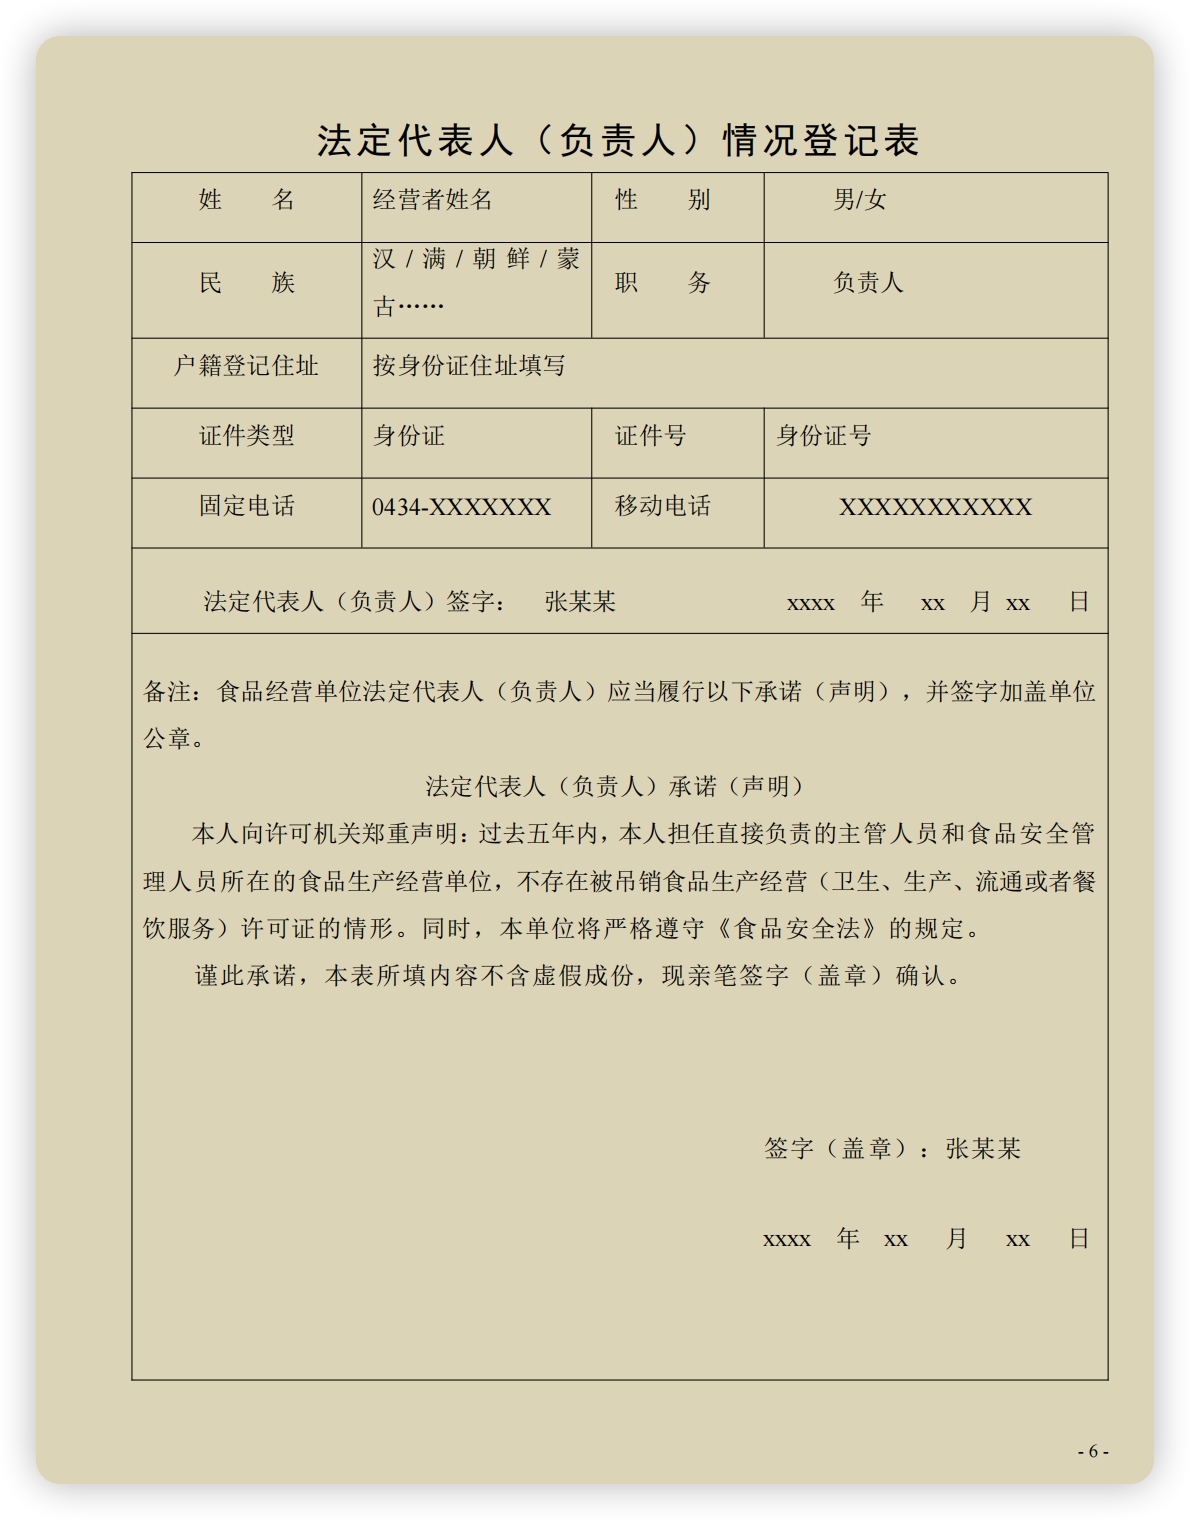 法定代表人（负责人）情况登记表
姓 名 经营者姓名 性 别 男/女
民 族 汉/满/朝鲜/蒙古…… 职 务 负责人
户籍登记住址 按身份证住址填写
证件类型 身份证 证件号 身份证号
固定电话 0434-XXXXXXX 移动电话 XXXXXXXXXXX
法定代表人（负责人）签字： 张某某 xxxx 年 xx 月 xx 日
备注：食品经营单位法定代表人（负责人）应当履行以下承诺（声明），并签字加盖单位
公章。
法定代表人（负责人）承诺（声明）
本人向许可机关郑重声明：过去五年内，本人担任直接负责的主管人员和食品安全管
理人员所在的食品生产经营单位，不存在被吊销食品生产经营（卫生、生产、流通或者餐
饮服务）许可证的情形。同时，本单位将严格遵守《食品安全法》的规定。
谨此承诺，本表所填内容不含虚假成份，现亲笔签字（盖章）确认。
签字（盖章）：张某某
xxxx 年 xx 月 xx 日
- 6 -